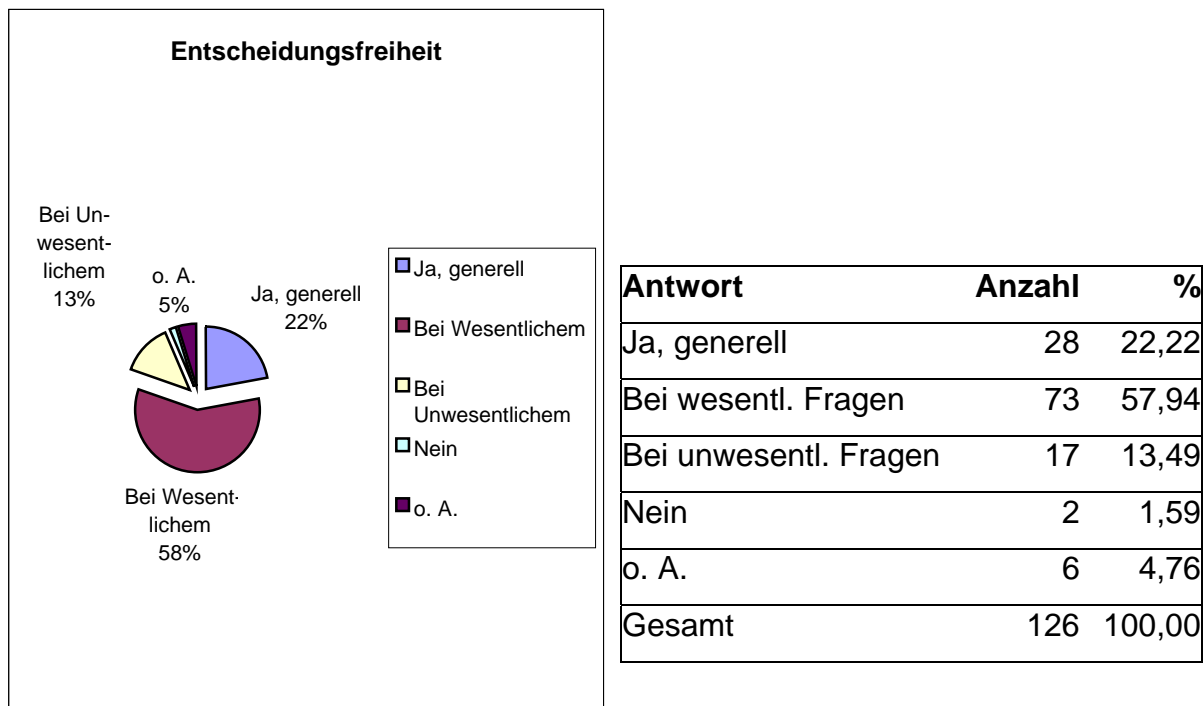 Entscheidungsfreiheit
Bei Un-
wesent-
lichem
13%
o. A.
5%
Ja, generell
22%
Bei Wesent-
lichem
58%
Ja, generell
Bei Wesentlichem
Bei
Unwesentlichem
Nein
o. A.
Antwort Anzahl %
Ja, generell 28 22,22
Bei wesentl. Fragen 73 57,94
Bei unwesentl. Fragen 17 13,49
Nein 2 1,59
o. A. 6 4,76
Gesamt 126 100,00